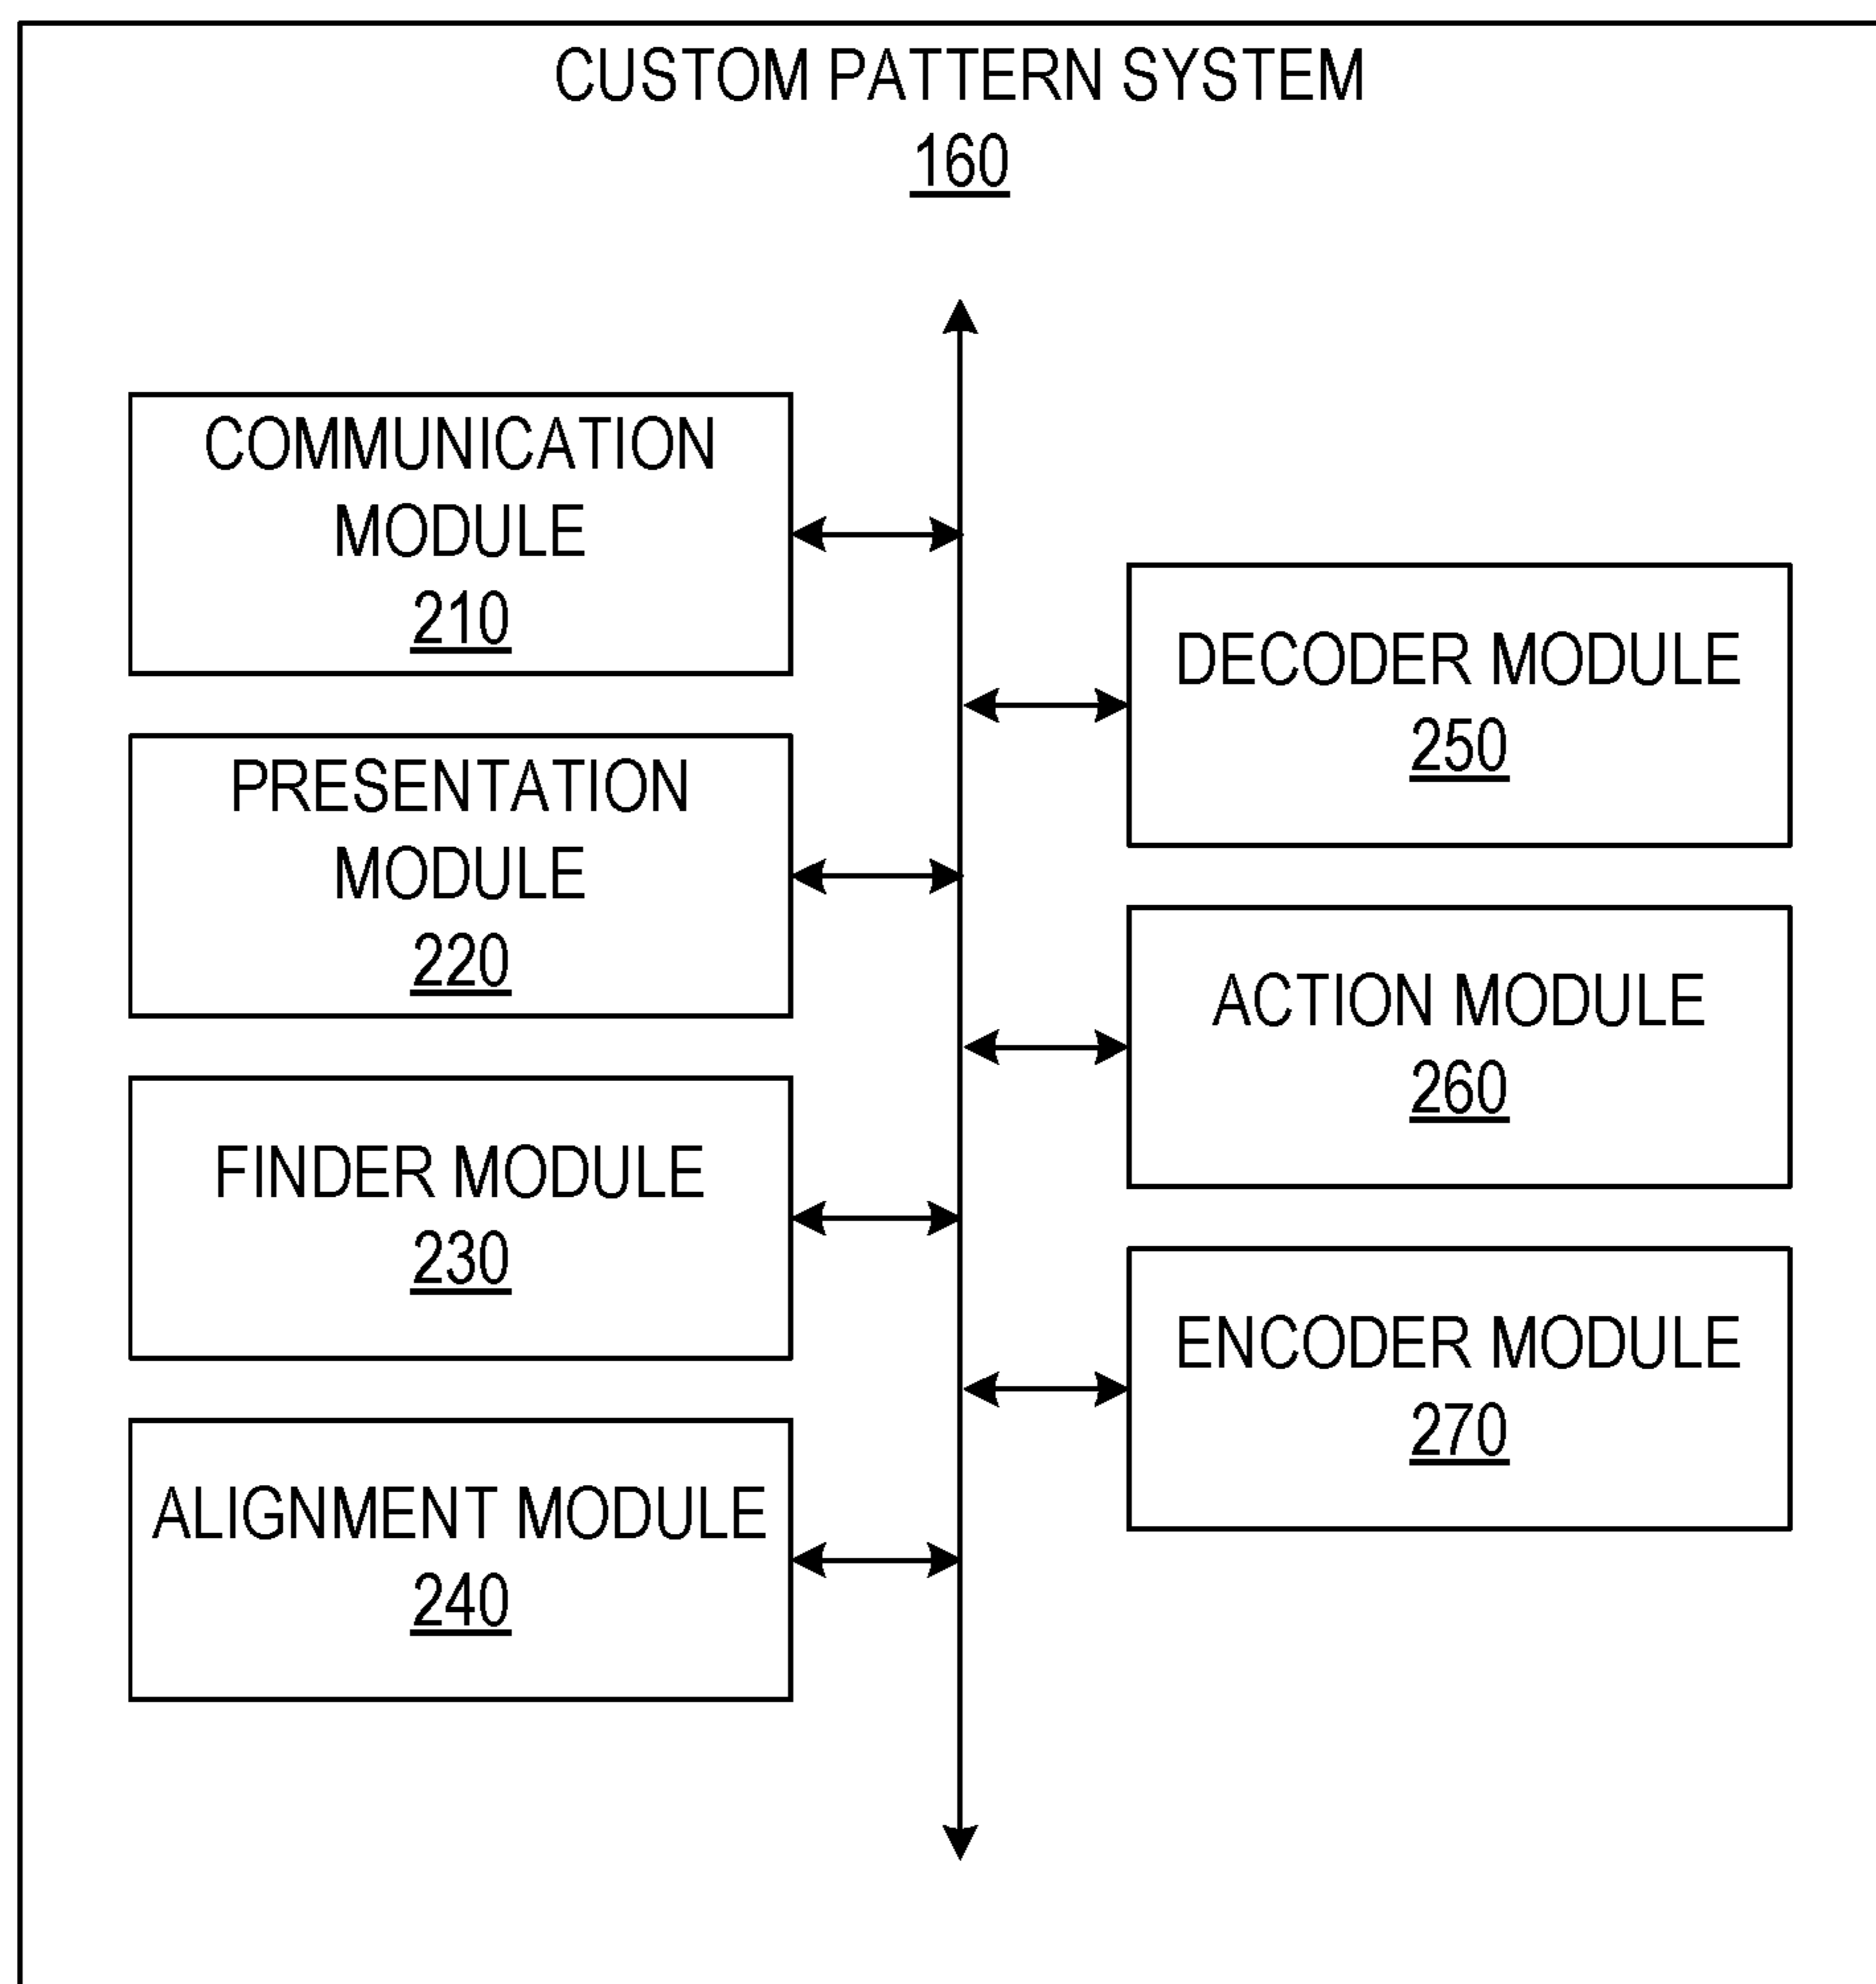 CUSTOM PATTERN SYSTEM
160
COMMUNICATION
MODULE
210
PRESENTATION
MODULE
220
FINDER MODULE
230
ALIGNMENT MODULE
240
DECODER MODULE
250
ACTION MODULE
260
ENCODER MODULE
270